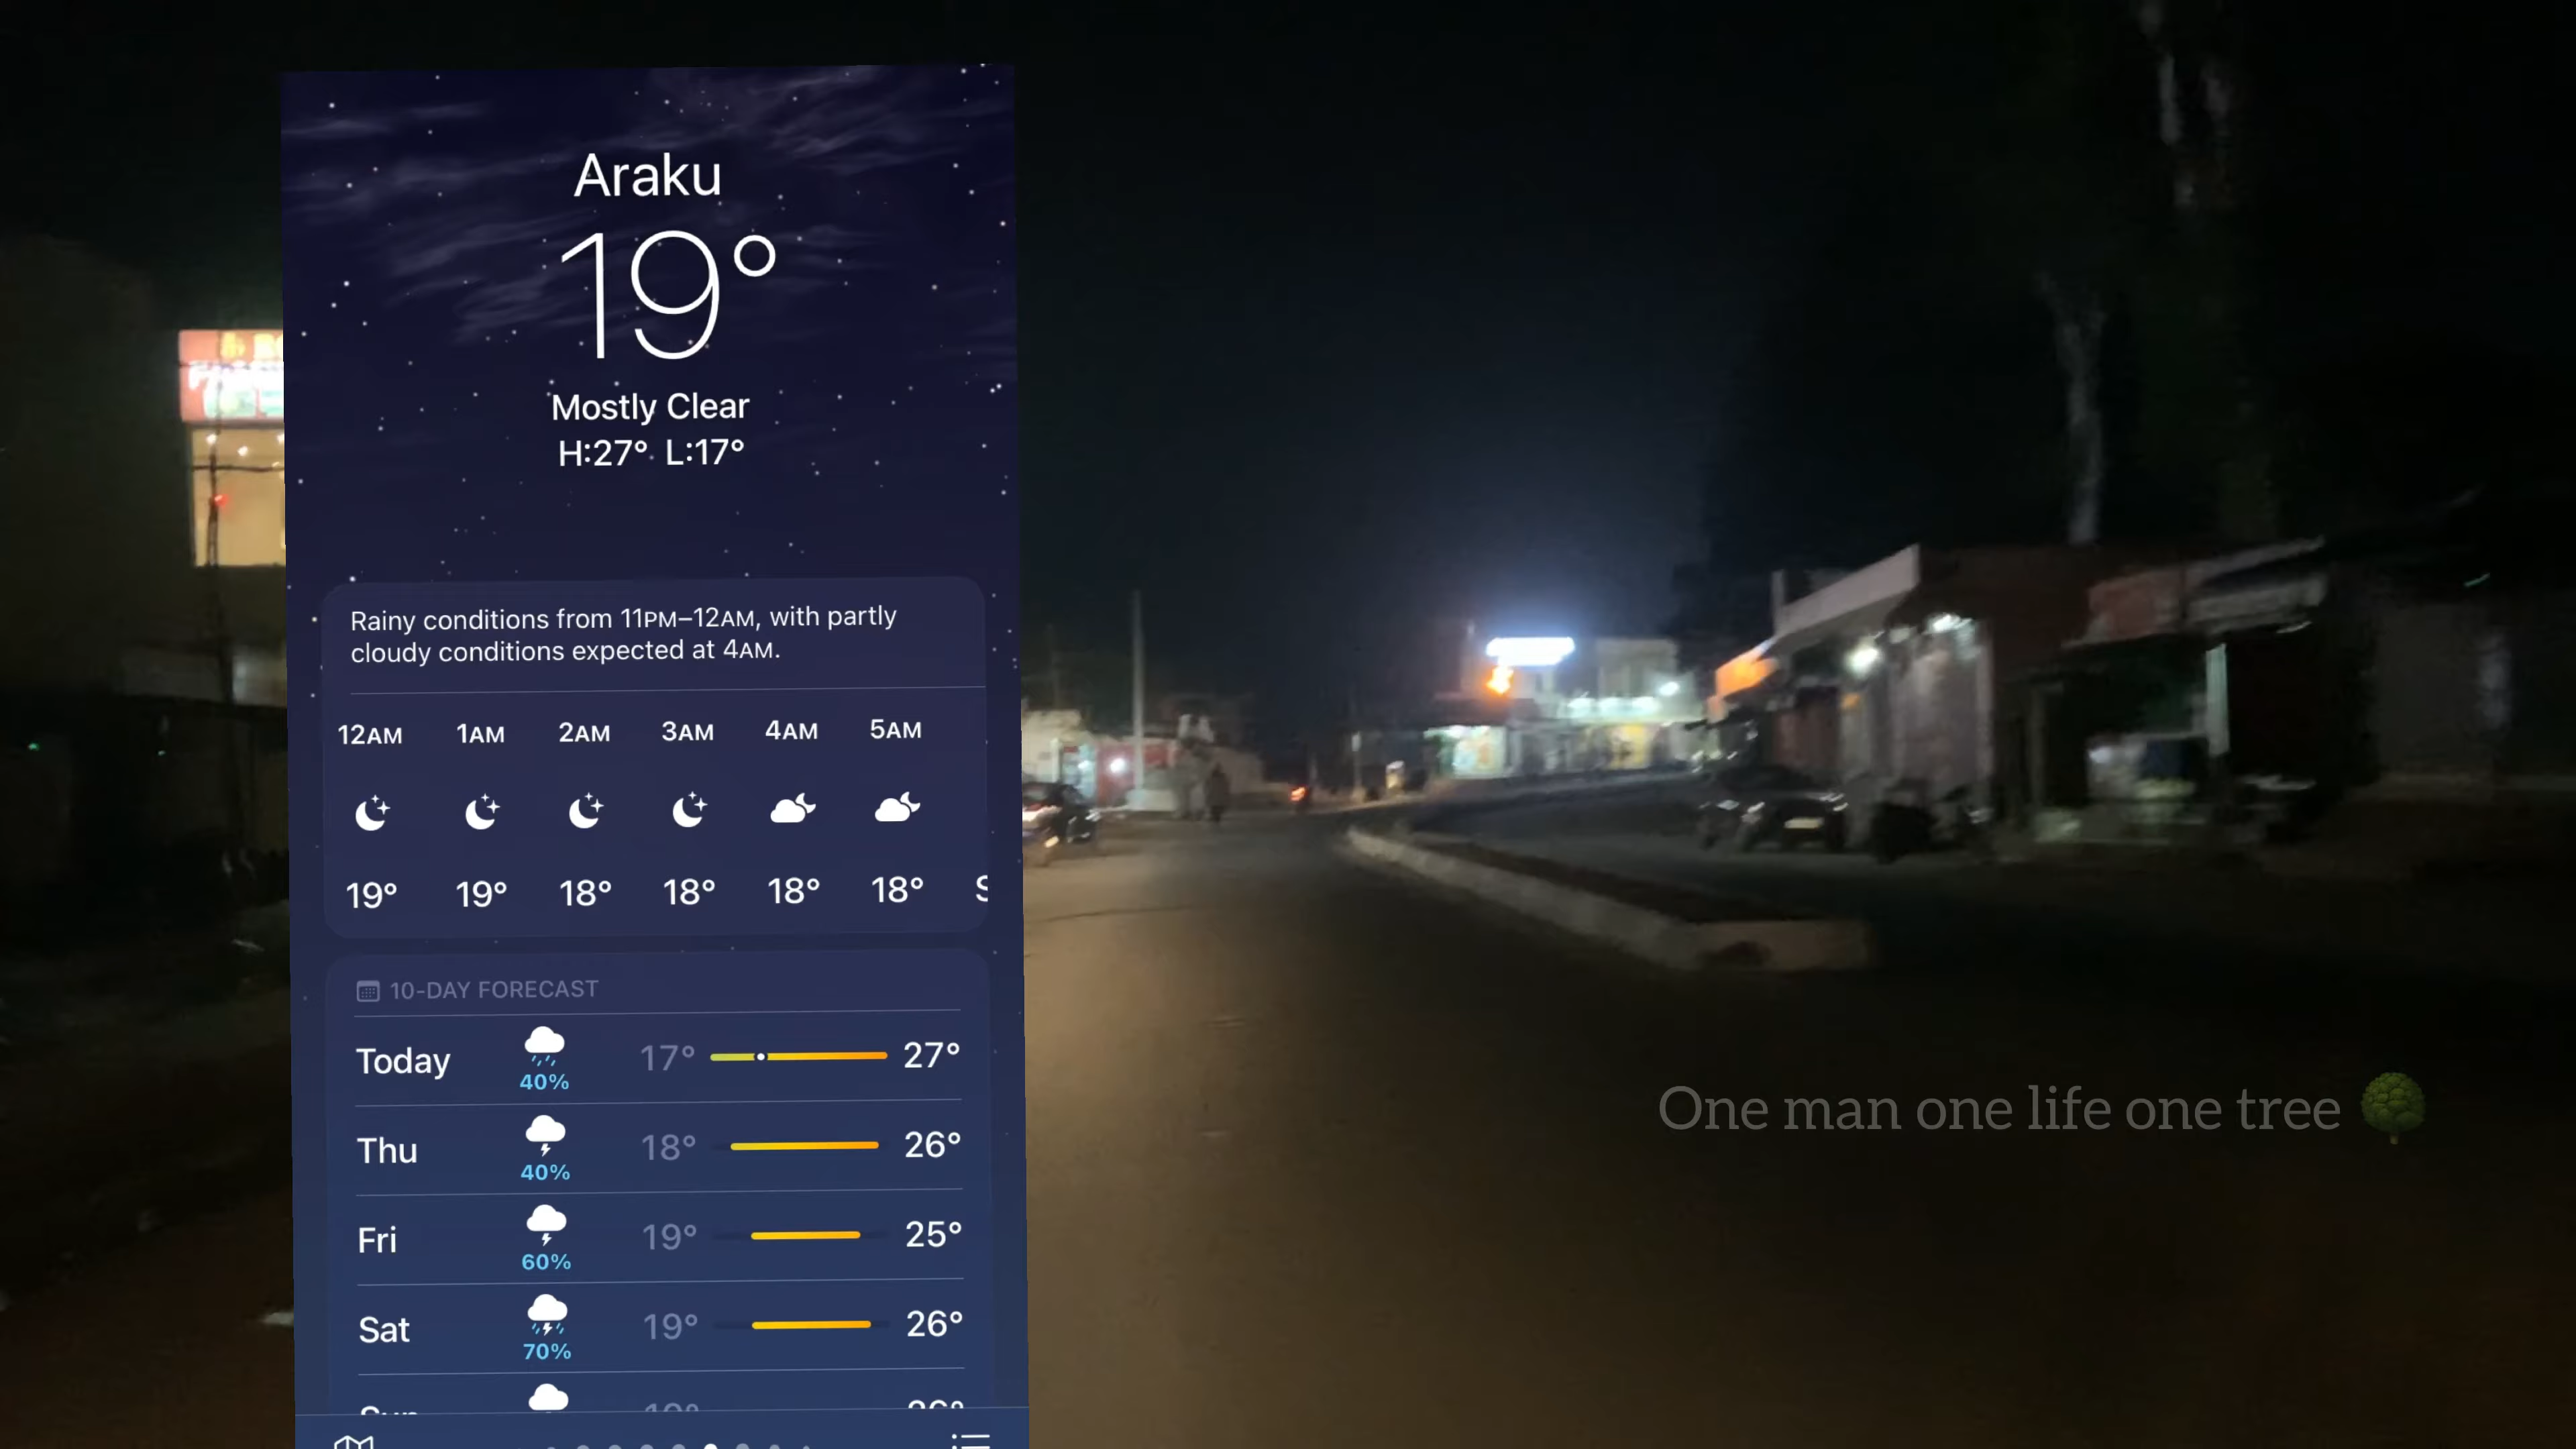 Araku
19°
Mostly Clear
H:27° L:17°
Rainy conditions from 11PM–12AM, with partly
cloudy conditions expected at 4AM.
12AM 1AM 2AM 3AM 4AM 5AM
19° 19° 18° 18° 18° 18°
10-DAY FORECAST
Today 40% 17° 27°
Thu 40% 18° 26°
Fri 60% 19° 25°
Sat 70% 19° 26°
One man one life one tree